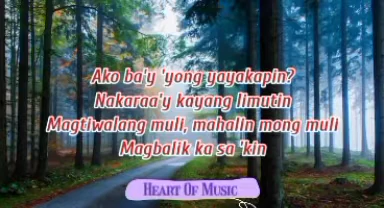 Ako ba'y 'yong yayakapin?
Nakaraa'y kayang limutin
Magtiwalang muli, mahalin mong muli
Magbalik ka sa 'kin
Heart Of Music